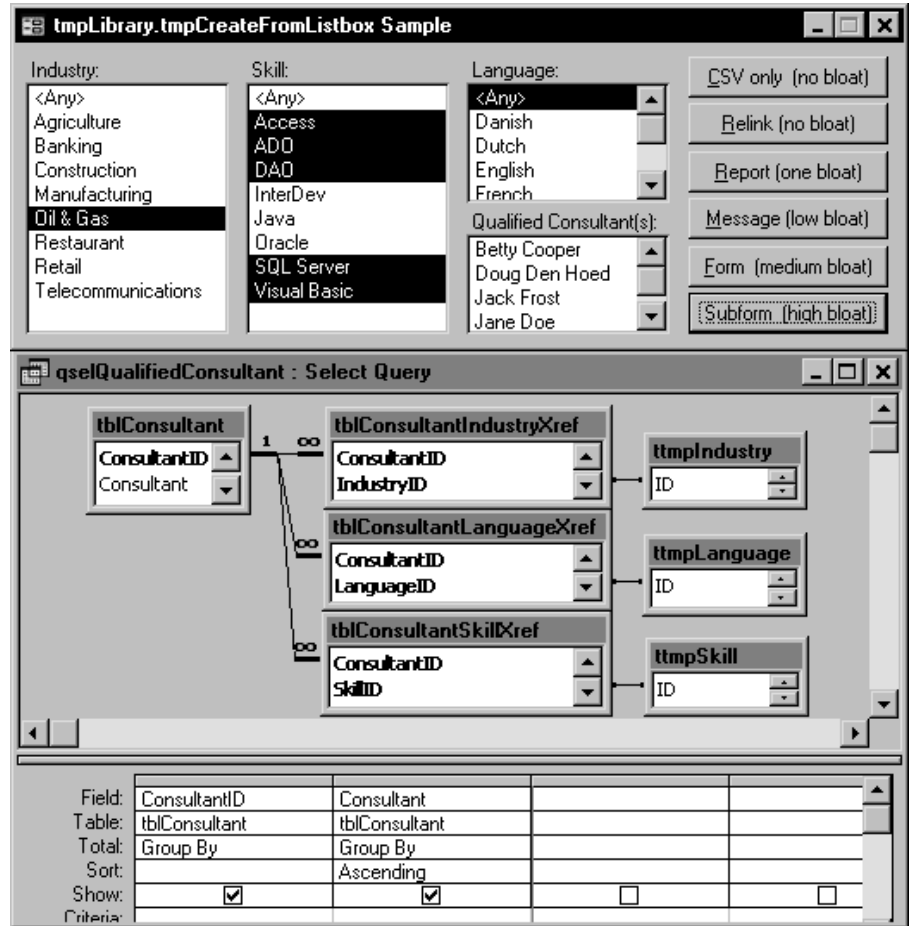 tmpLibrary.tmpCreateFromListbox Sample
Industry:
<Any>
Agriculture
Banking
Construction
Manufacturing
Oil & Gas
Restaurant
Retail
Telecommunications
Skill:
<Any>
Access
ADO
DAO
InterDev
Java
Oracle
SQL Server
Visual Basic
Language:
<Any>
Danish
Dutch
English
French
Qualified Consultant(s):
Betty Cooper
Doug Den Hoed
Jack Frost
Jane Doe
CSV only (no bloat)
Relink (no bloat)
Report (one bloat)
Message (low bloat)
Form (medium bloat)
Subform (high bloat)
qselQualifiedConsultant : Select Query
tblConsultant
ConsultantID
Consultant
1 ∞
tblConsultantIndustryXref
ConsultantID
IndustryID
ttmpIndustry
ID
∞
tblConsultantLanguageXref
ConsultantID
LanguageID
ttmpLanguage
ID
∞
tblConsultantSkillXref
ConsultantID
SkillID
ttmpSkill
ID
Field: ConsultantID Consultant
Table: tblConsultant tblConsultant
Total: Group By Group By
Sort: Ascending
Show:
Criteria: